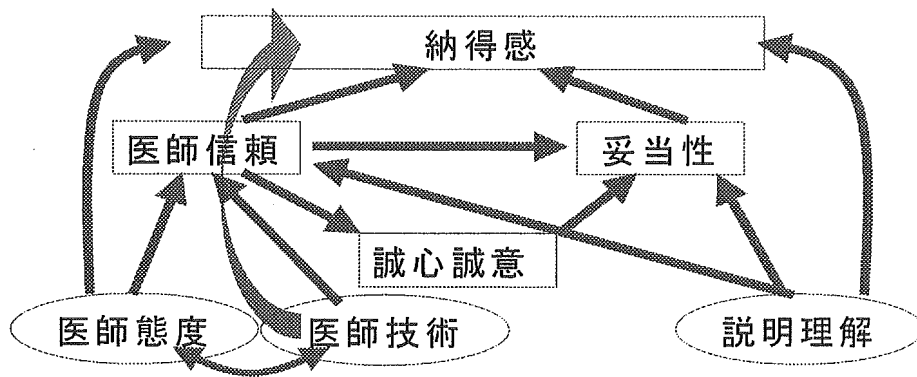 納得感
医師信頼
妥当性
誠心誠意
医師態度
医師技術
説明理解